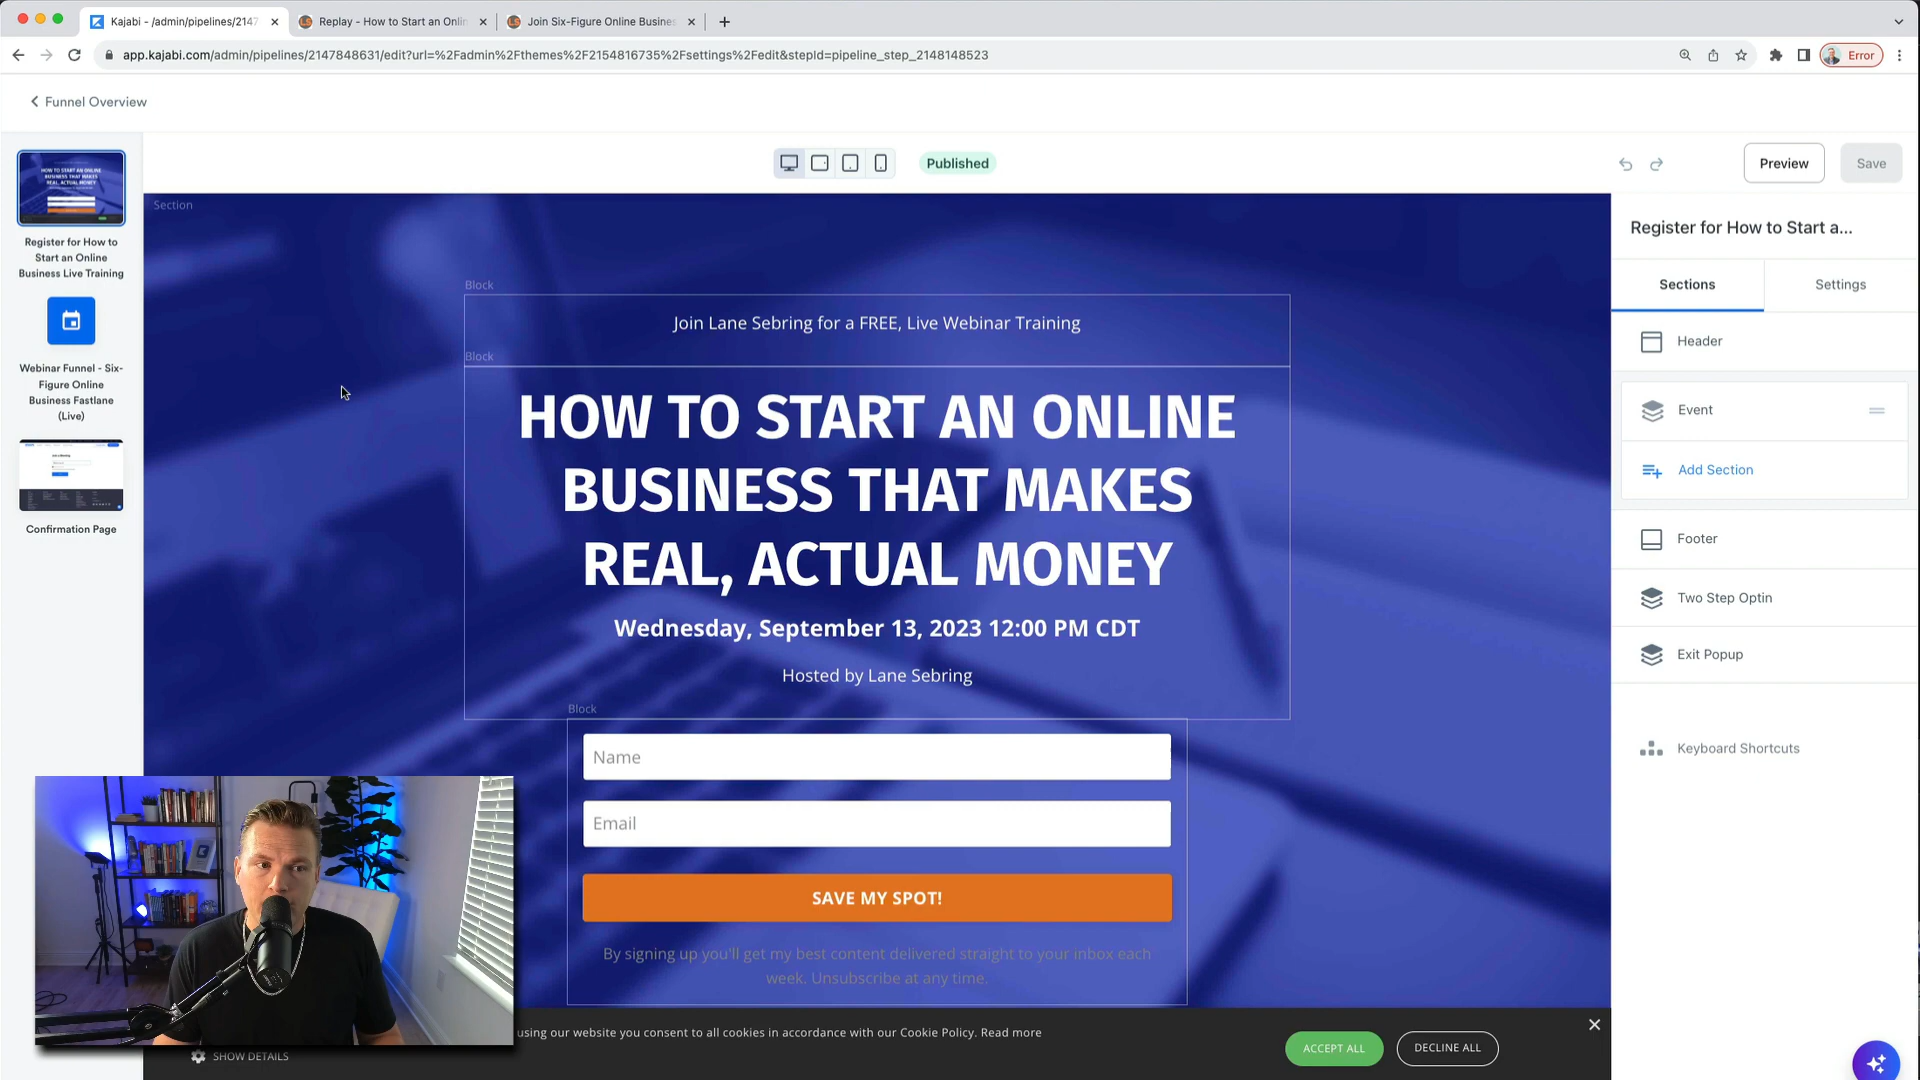 Kajabi - /admin/pipelines/2147
Replay - How to Start an Onlin
Join Six-Figure Online Busines
app.kajabi.com/admin/pipelines/2147848631/edit?url=%2Fadmin%2Fthemes%2F2154816735%2Fsettings%2Fedit&stepId=pipeline_step_2148148523
Error
Funnel Overview
Published
Preview
Save
Register for How to
Start an Online
Business Live Training
Webinar Funnel - Six-
Figure Online
Business Fastlane
(Live)
Confirmation Page
Section
Block
Join Lane Sebring for a FREE, Live Webinar Training
Block
HOW TO START AN ONLINE
BUSINESS THAT MAKES
REAL, ACTUAL MONEY
Wednesday, September 13, 2023 12:00 PM CDT
Hosted by Lane Sebring
Block
Name
Email
SAVE MY SPOT!
By signing up you'll get my best content delivered straight to your inbox each
week. Unsubscribe at any time.
using our website you consent to all cookies in accordance with our Cookie Policy. Read more
SHOW DETAILS
ACCEPT ALL
DECLINE ALL
Register for How to Start a...
Sections
Settings
Header
Event
Add Section
Footer
Two Step Optin
Exit Popup
Keyboard Shortcuts